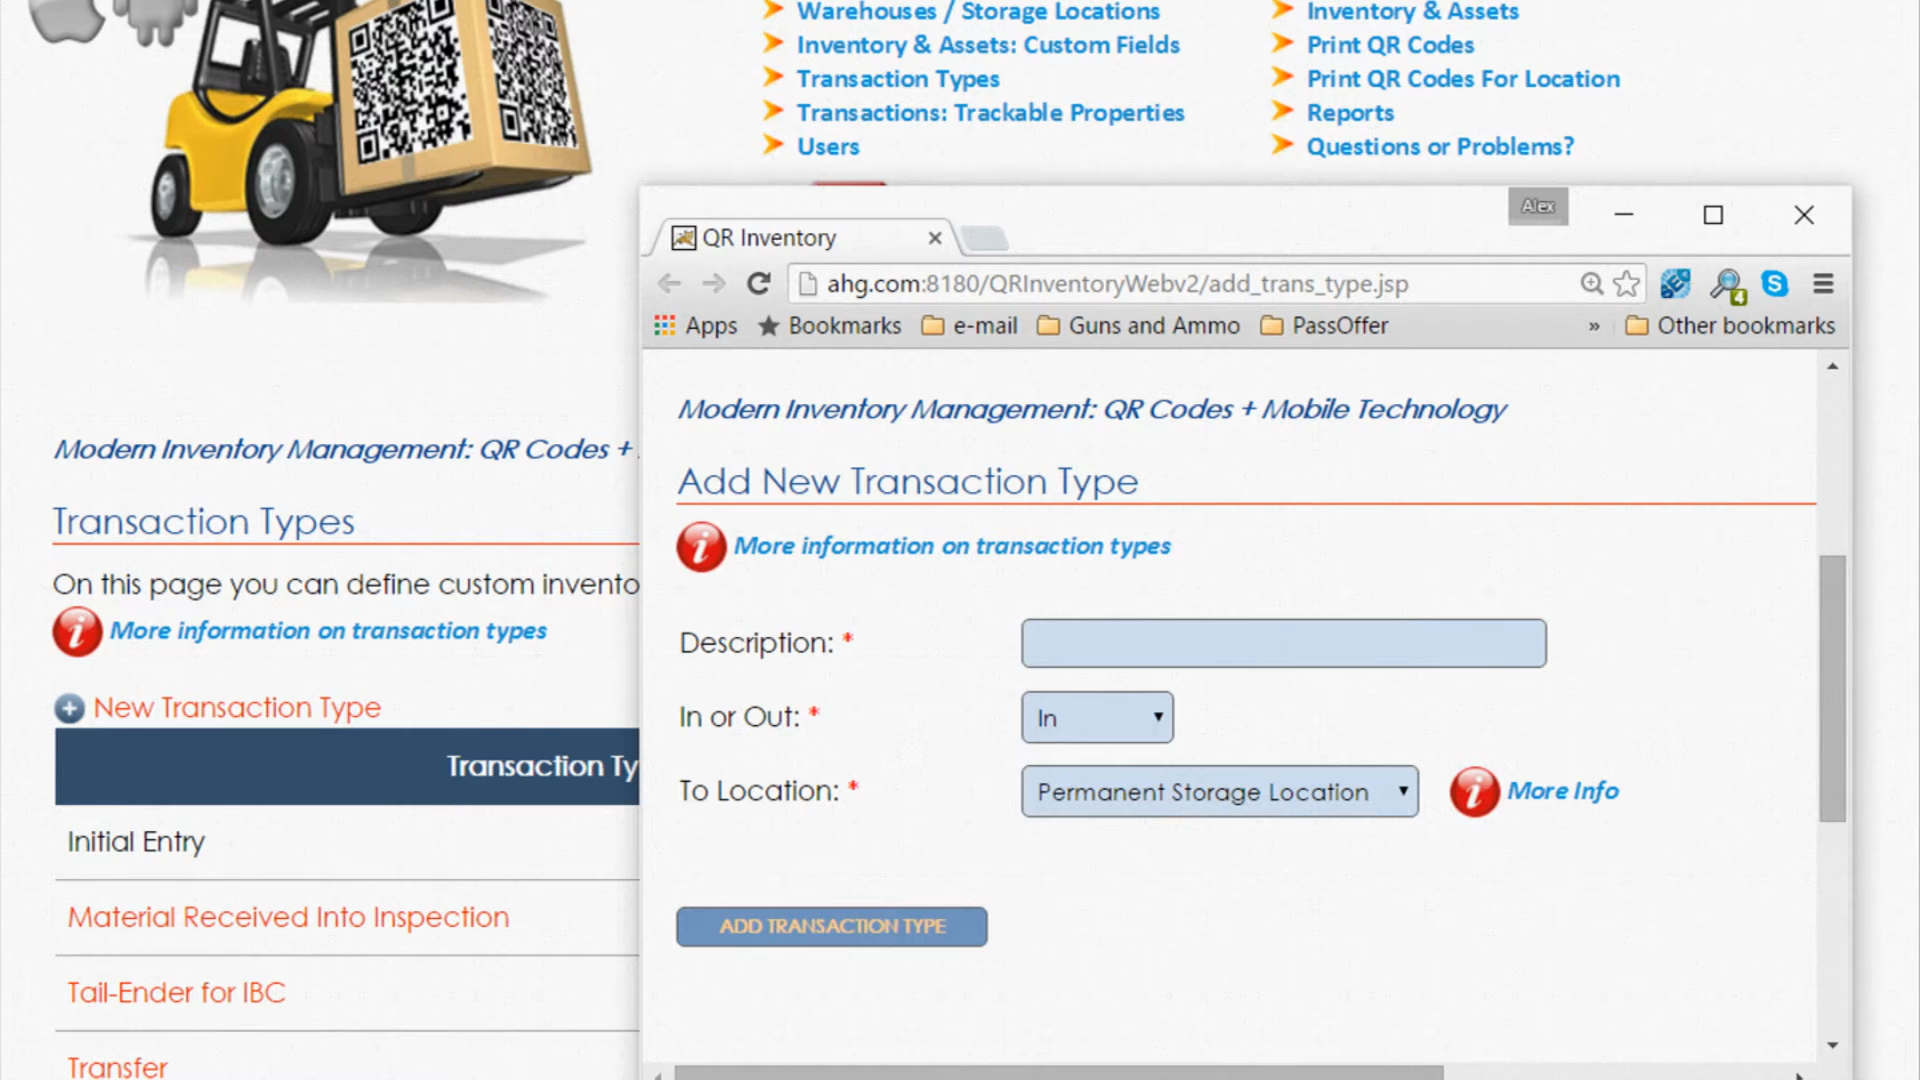 Warehouses / Storage Locations
Inventory & Assets: Custom Fields
Transaction Types
Transactions: Trackable Properties
Users
Inventory & Assets
Print QR Codes
Print QR Codes For Location
Reports
Questions or Problems?
Modern Inventory Management: QR Codes +
Transaction Types
On this page you can define custom invento
More information on transaction types
New Transaction Type
Transaction Ty
Initial Entry
Material Received Into Inspection
Tail-Ender for IBC
Transfer
Alex
QR Inventory
ahg.com:8180/QRInventoryWebv2/add_trans_type.jsp
4
Apps Bookmarks e-mail Guns and Ammo PassOffer » Other bookmarks
Modern Inventory Management: QR Codes + Mobile Technology
Add New Transaction Type
More information on transaction types
Description: *
In or Out: * In
To Location: * Permanent Storage Location More Info
ADD TRANSACTION TYPE